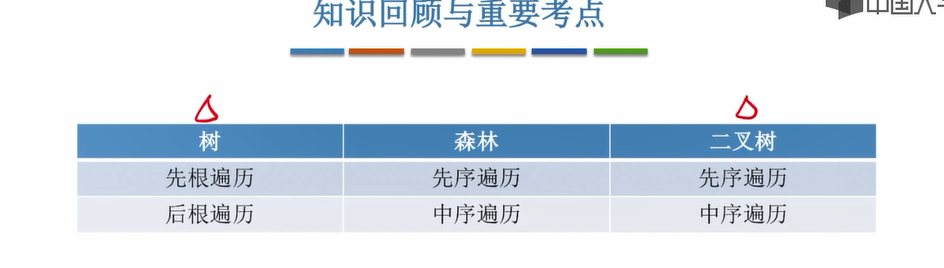 知识回顾与重要考点
中国大
树 森林 二叉树
先根遍历 先序遍历 先序遍历
后根遍历 中序遍历 中序遍历